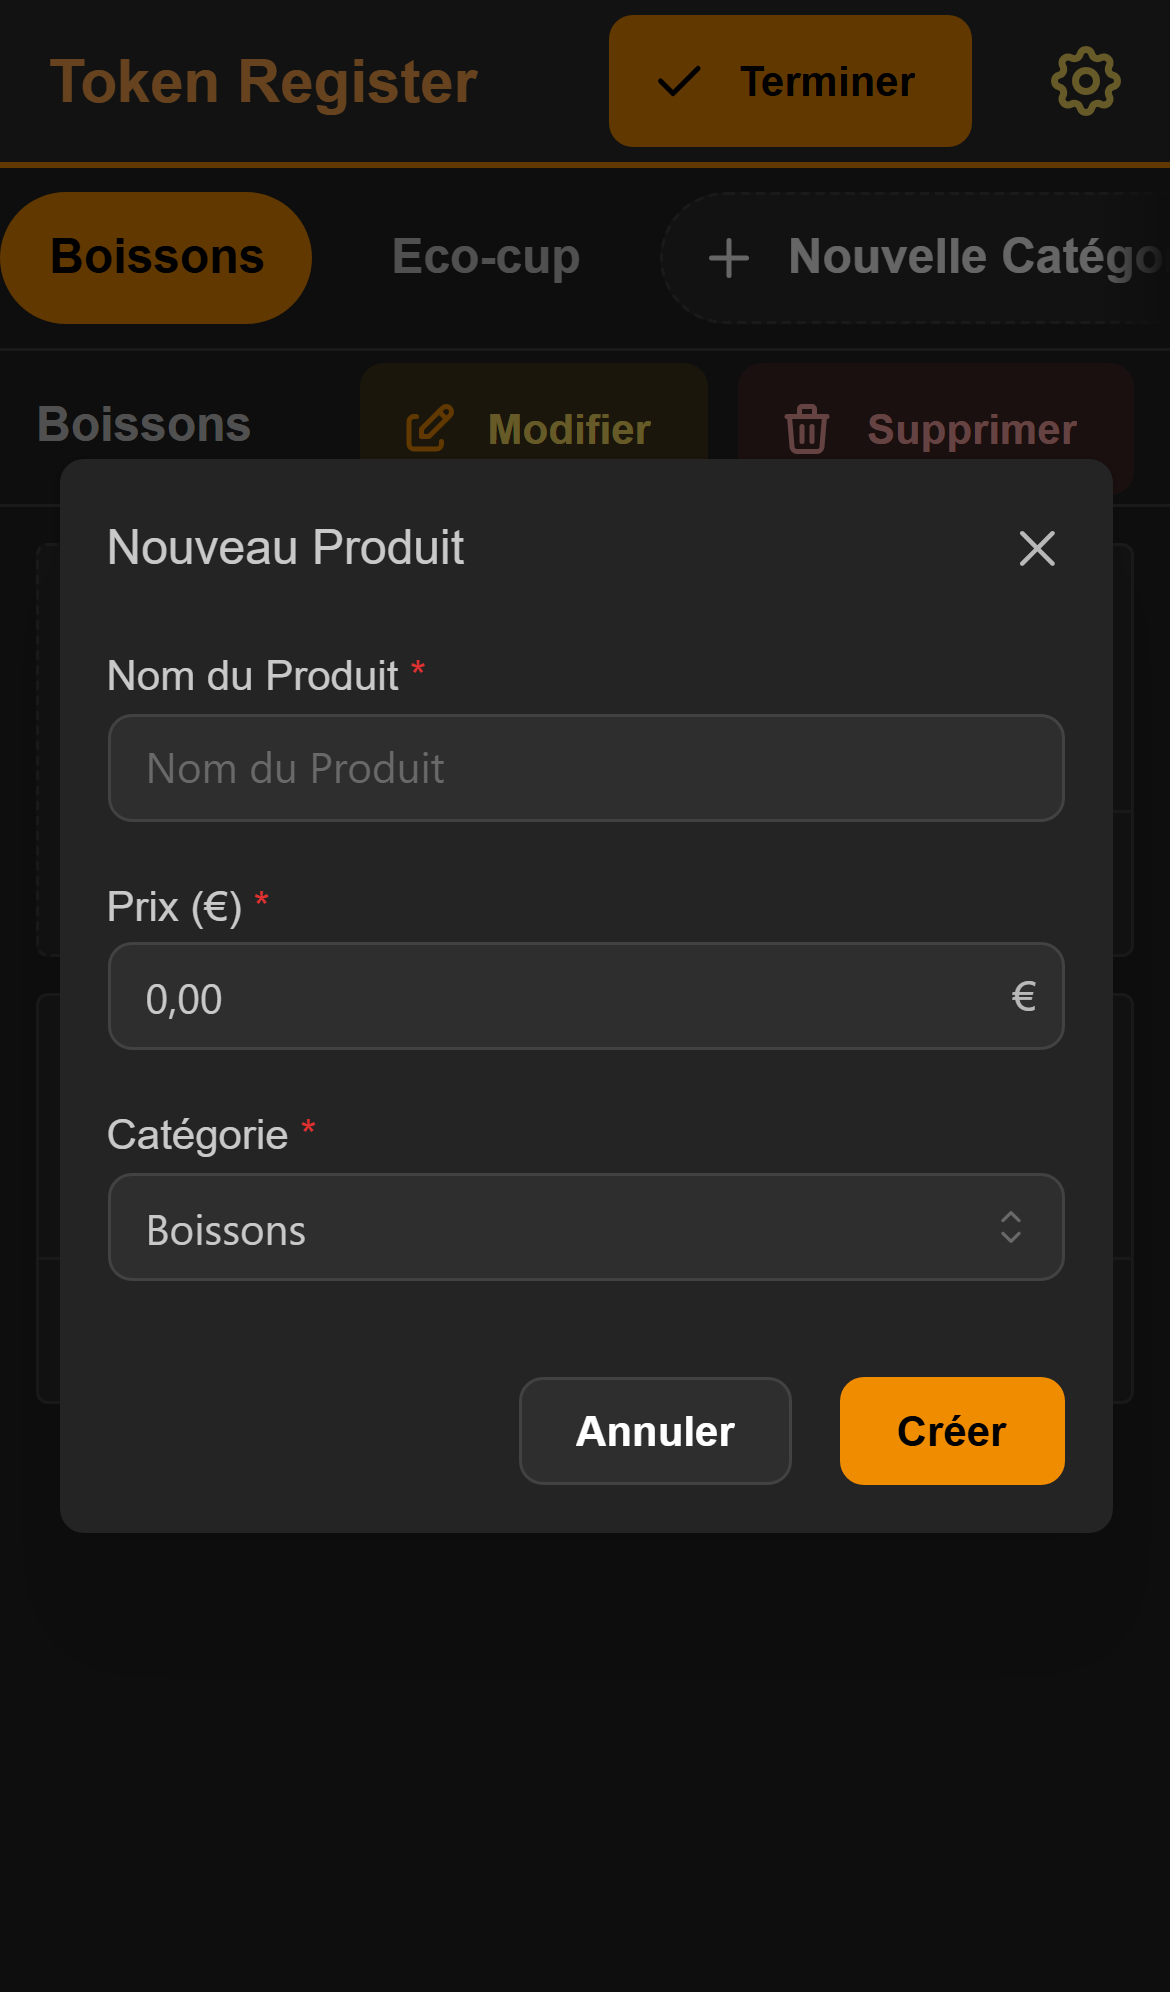 Token Register
Terminer
Boissons
Eco-cup
Nouvelle Catégo
Boissons
Modifier
Supprimer
Nouveau Produit
Nom du Produit *
Nom du Produit
Prix (€) *
0,00 €
Catégorie *
Boissons
Annuler
Créer